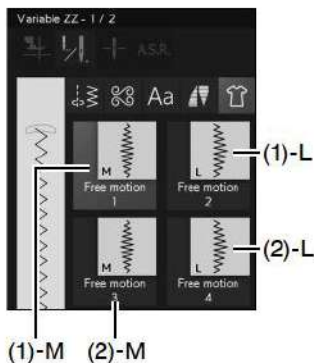 Variable ZZ - 1 / 2
A.S.R.
Aa
M
L
(1)-L
Free motion
1
Free motion
2
M
L
(2)-L
Free motion
3
Free motion
4
(1)-M
(2)-M